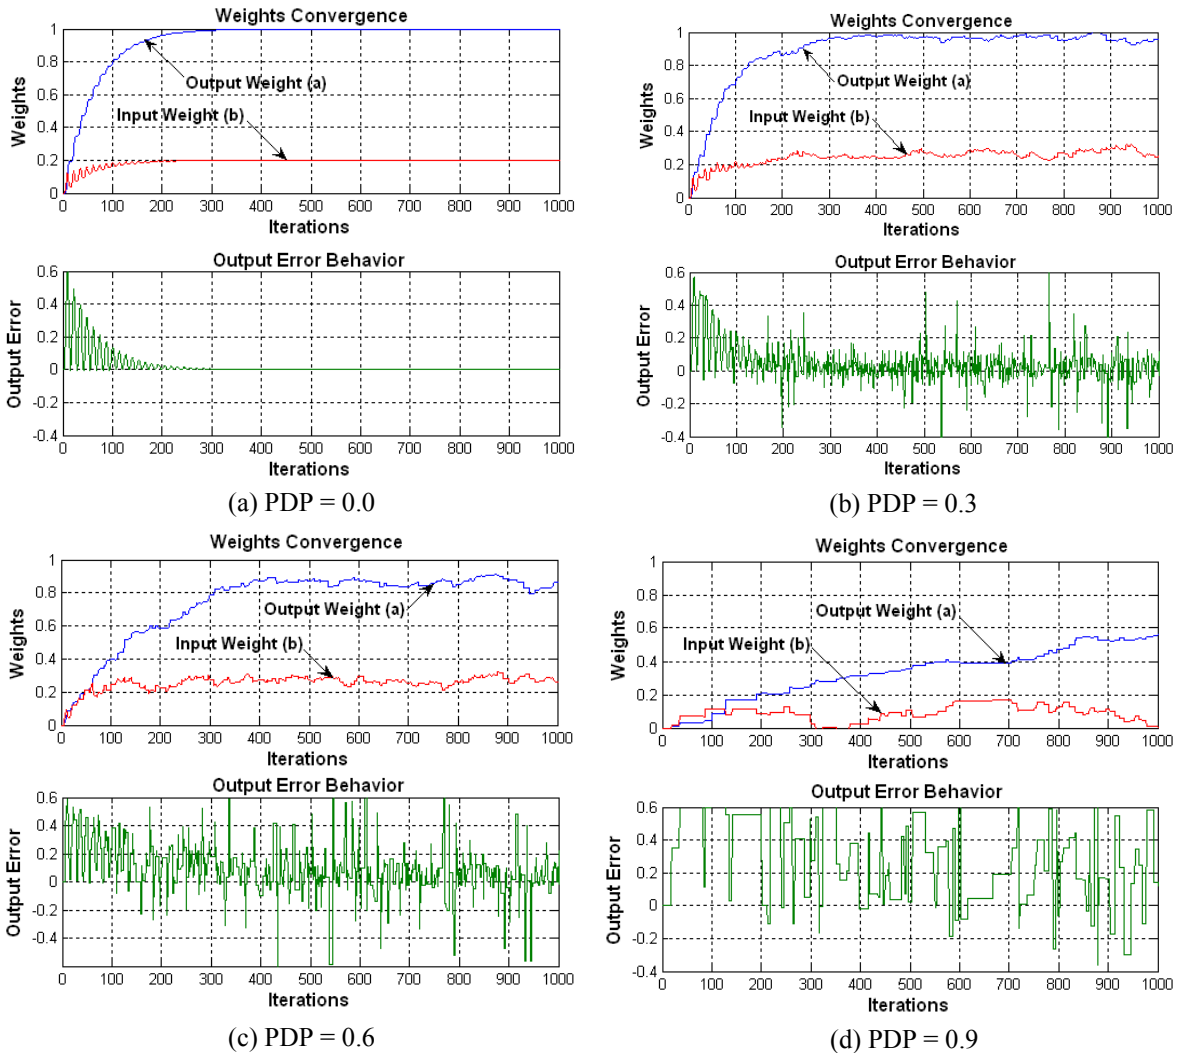 Weights Convergence
1
0.8
0.6
0.4
0.2
0
Weights
Output Weight (a)
Input Weight (b)
0 100 200 300 400 500 600 700 800 900 1000
Iterations
Output Error Behavior
0.6
0.4
0.2
0
-0.2
-0.4
Output Error
0 100 200 300 400 500 600 700 800 900 1000
Iterations
(a) PDP = 0.0
Weights Convergence
1
0.8
0.6
0.4
0.2
0
Weights
Output Weight (a)
Input Weight (b)
0 100 200 300 400 500 600 700 800 900 1000
Iterations
Output Error Behavior
0.6
0.4
0.2
0
-0.2
-0.4
Output Error
0 100 200 300 400 500 600 700 800 900 1000
Iterations
(b) PDP = 0.3
Weights Convergence
1
0.8
0.6
0.4
0.2
0
Weights
Output Weight (a)
Input Weight (b)
0 100 200 300 400 500 600 700 800 900 1000
Iterations
Output Error Behavior
0.6
0.4
0.2
0
-0.2
-0.4
Output Error
0 100 200 300 400 500 600 700 800 900 1000
Iterations
(c) PDP = 0.6
Weights Convergence
1
0.8
0.6
0.4
0.2
0
Weights
Output Weight (a)
Input Weight (b)
0 100 200 300 400 500 600 700 800 900 1000
Iterations
Output Error Behavior
0.6
0.4
0.2
0
-0.2
-0.4
Output Error
0 100 200 300 400 500 600 700 800 900 1000
Iterations
(d) PDP = 0.9